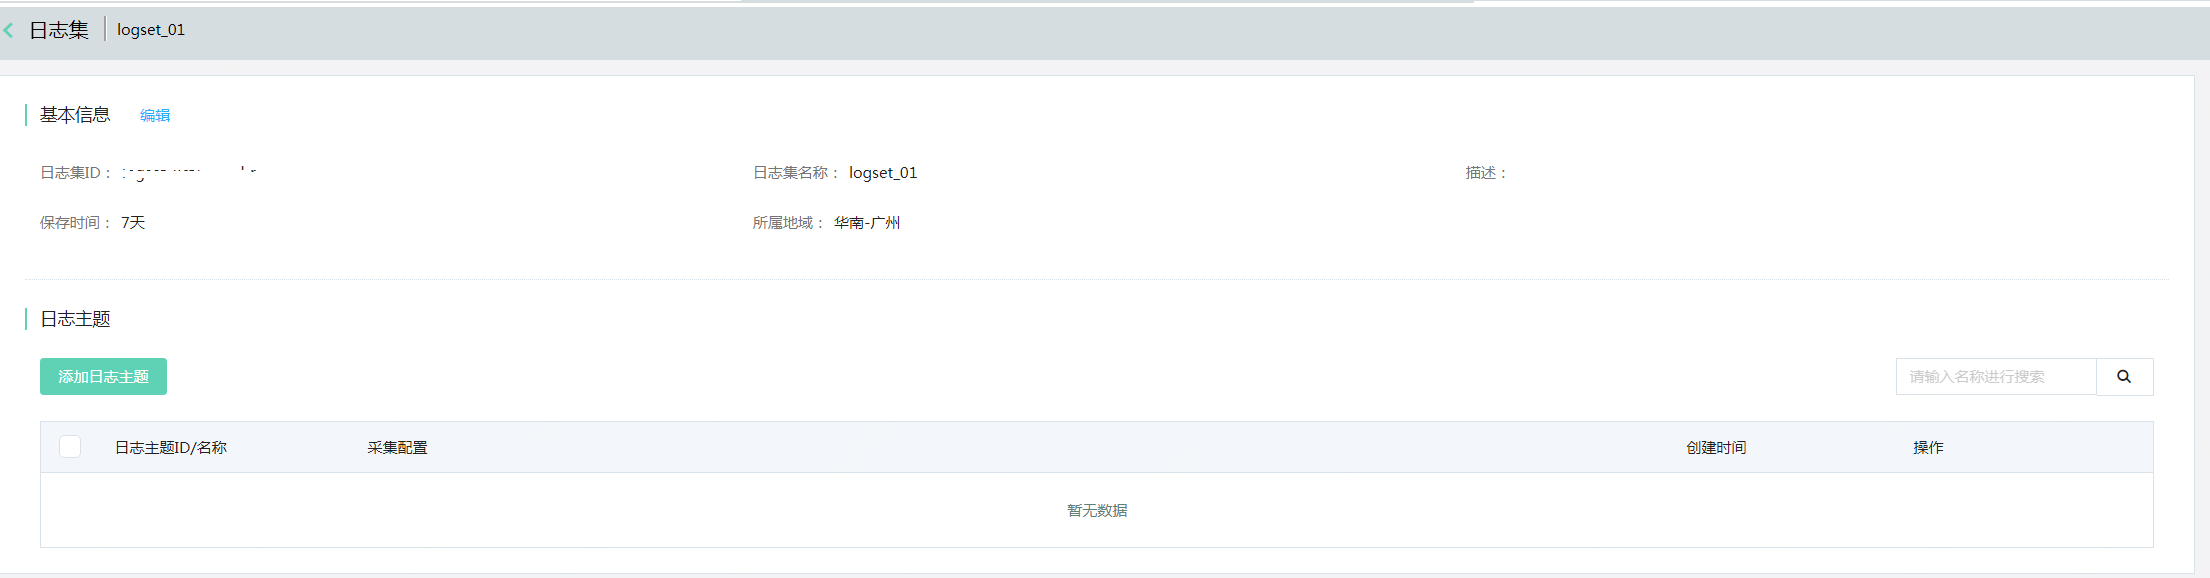 日志集 logset_01
基本信息 编辑
日志集ID：
日志集名称： logset_01
描述：
保存时间： 7天
所属地域： 华南-广州
日志主题
添加日志主题
请输入名称进行搜索
日志主题ID/名称 采集配置 创建时间 操作
暂无数据